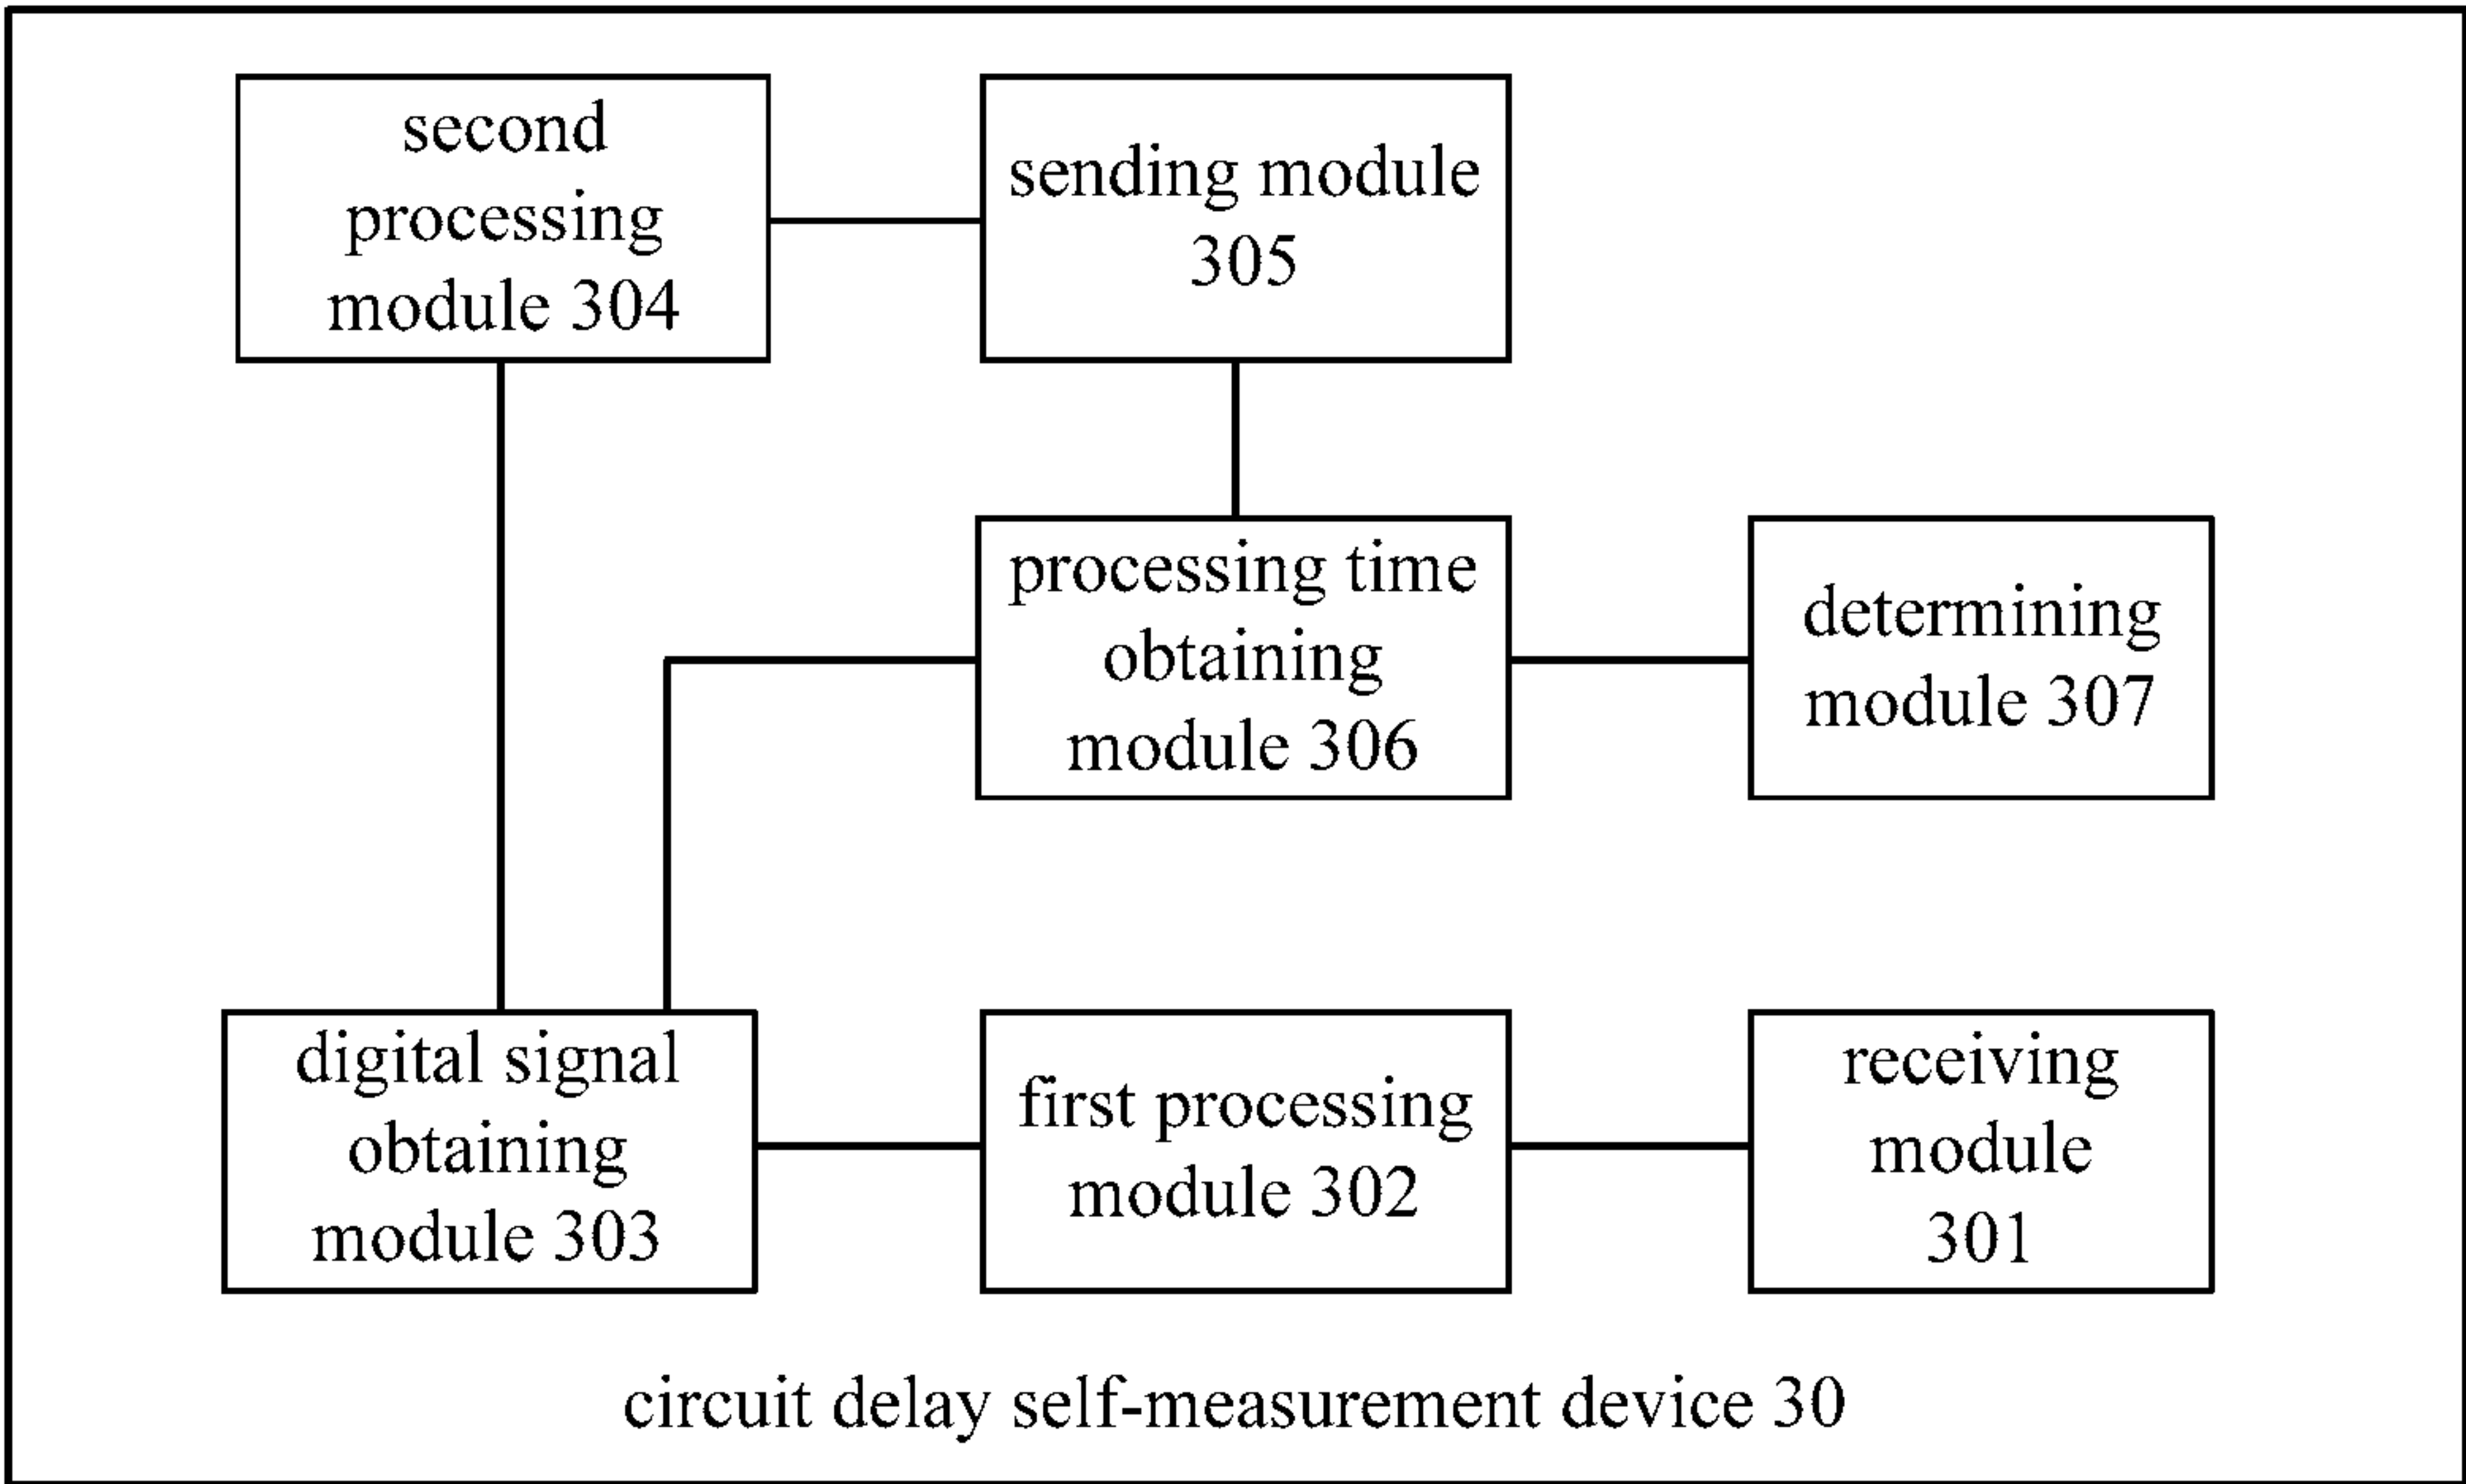 second
processing
module 304
sending module
305
processing time
obtaining
module 306
determining
module 307
digital signal
obtaining
module 303
first processing
module 302
receiving
module
301
circuit delay self-measurement device 30